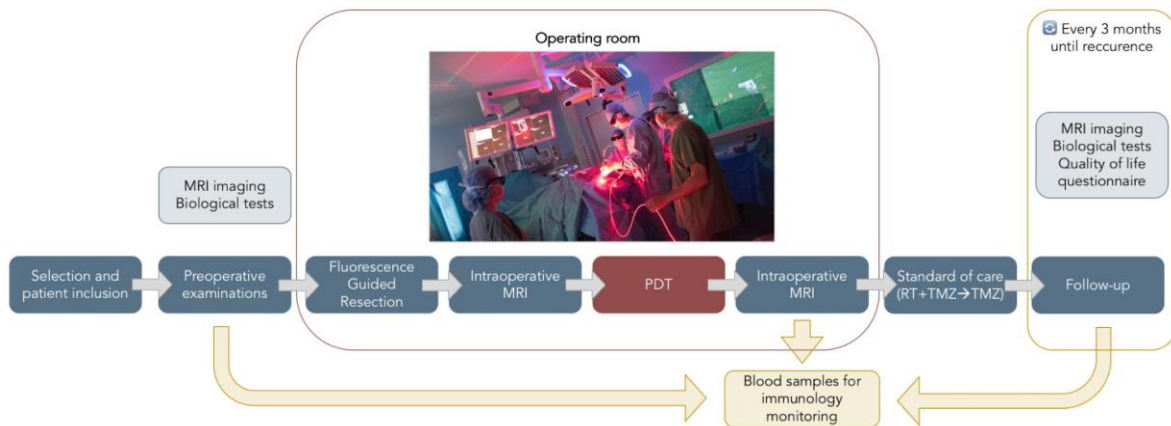 Operating room
Every 3 months
until reccurence
MRI imaging
Biological tests
MRI imaging
Biological tests
Quality of life
questionnaire
Selection and
patient inclusion
Preoperative
examinations
Fluorescence
Guided
Resection
Intraoperative
MRI
PDT
Intraoperative
MRI
Standard of care
(RT+TMZ→TMZ)
Follow-up
Blood samples for
immunology
monitoring